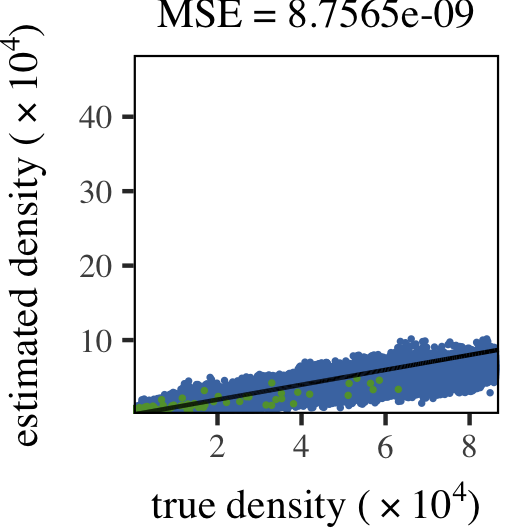 MSE = 8.7565e-09
estimated density ( × 10⁴)
40
30
20
10
2 4 6 8
true density ( × 10⁴)